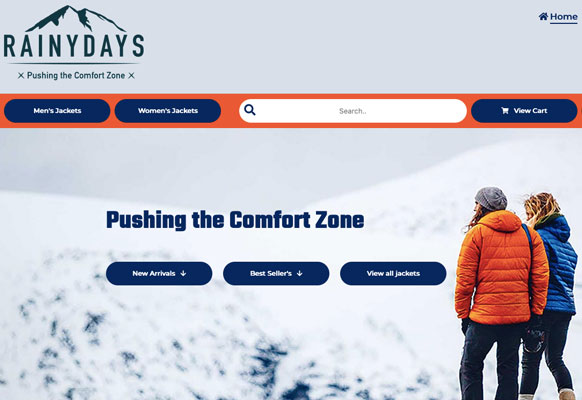 RAINYDAYS
Pushing the Comfort Zone
Home
Men's Jackets
Women's Jackets
Search..
View Cart
Pushing the Comfort Zone
New Arrivals
Best Seller's
View all jackets